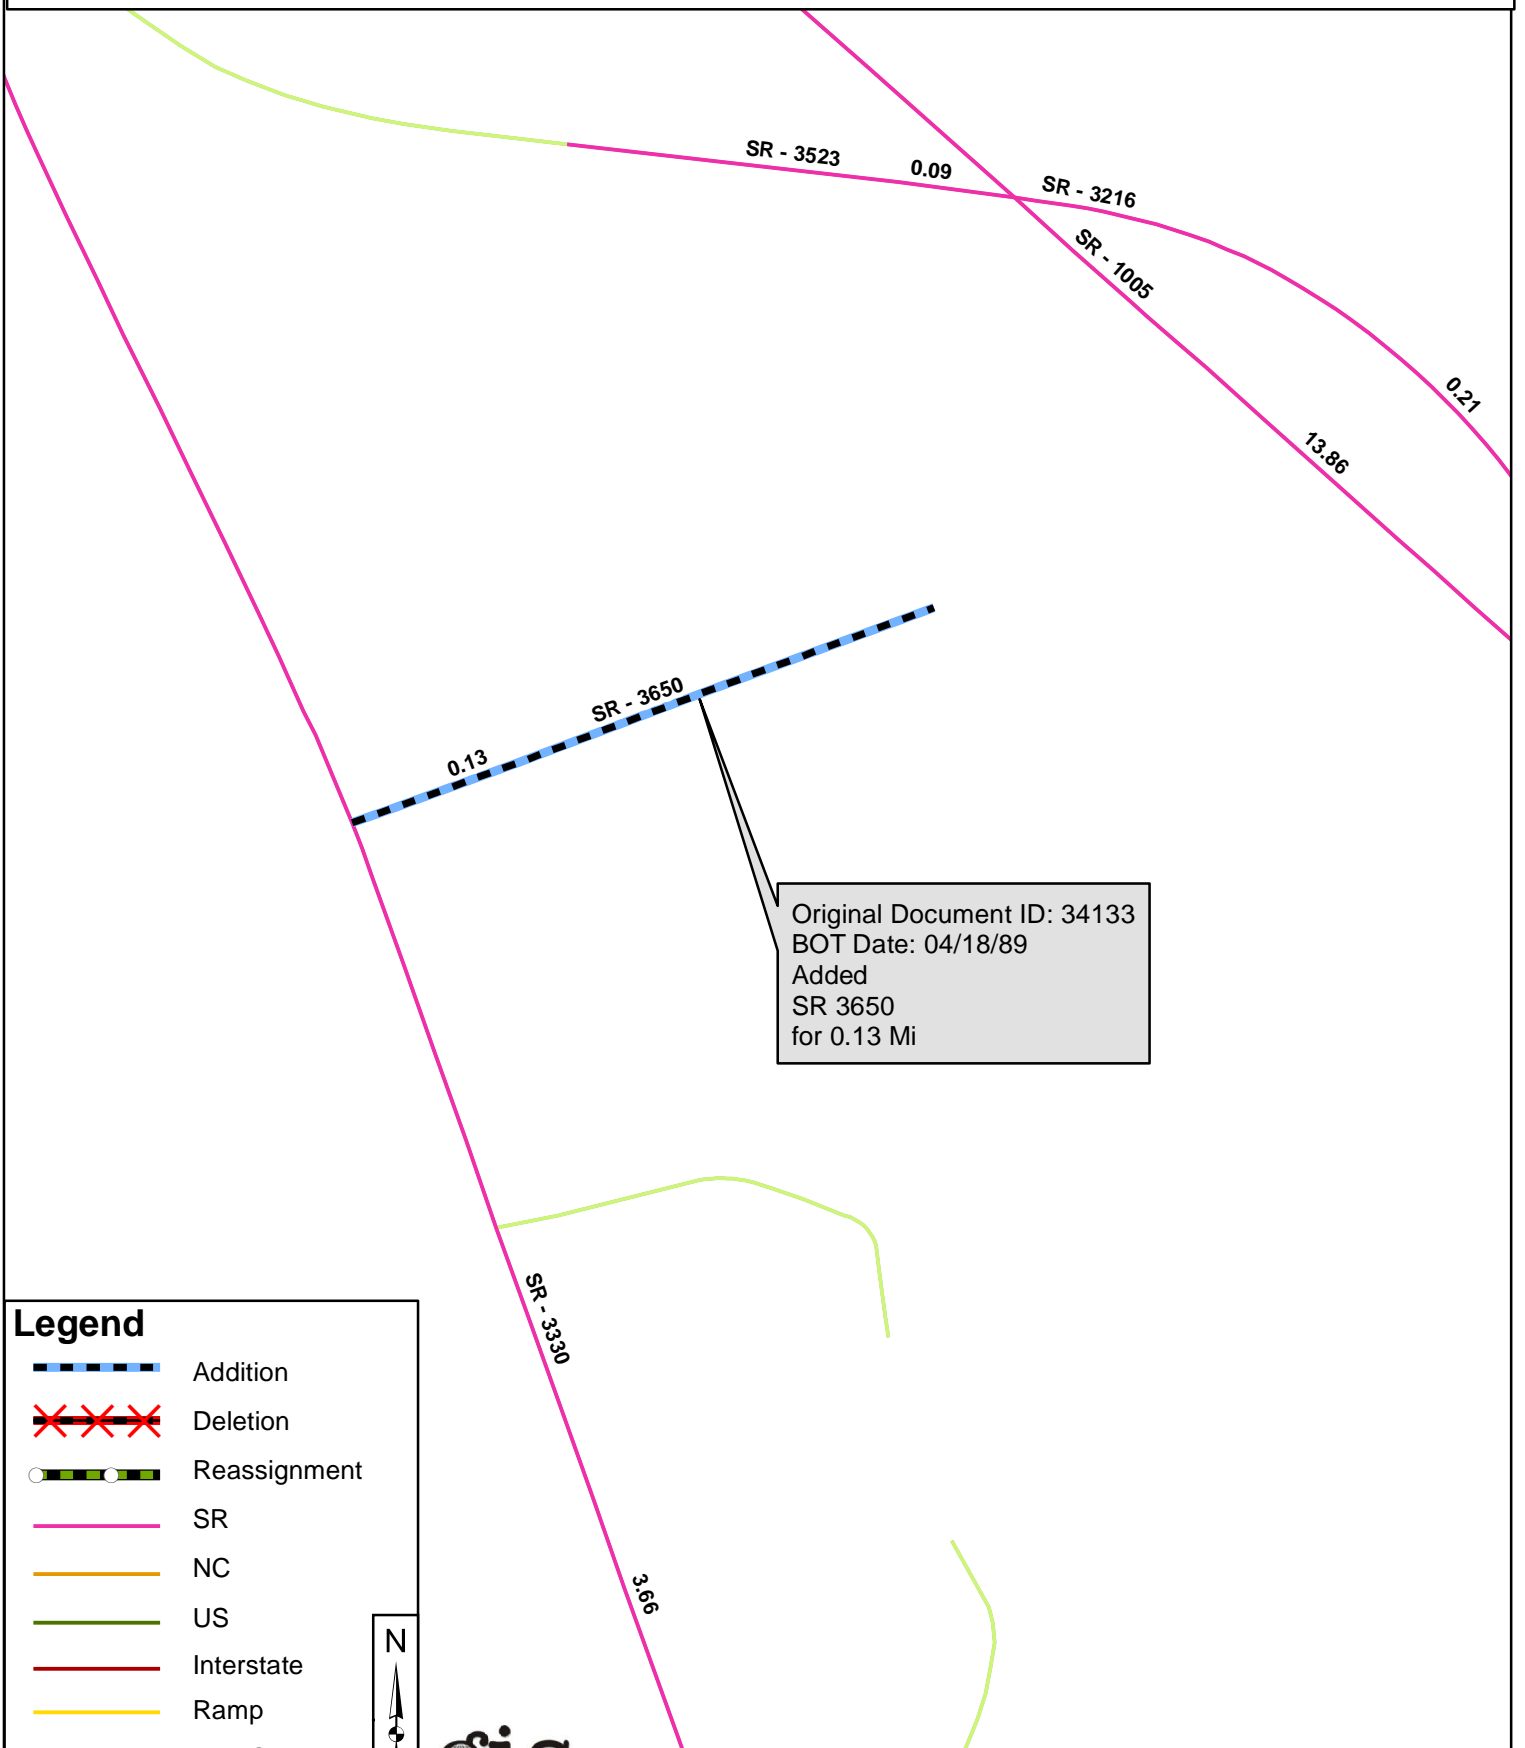 SR - 3523
0.09
SR - 3216
SR - 1005
0.21
13.86
SR - 3650
0.13
Original Document ID: 34133
BOT Date: 04/18/89
Added
SR 3650
for 0.13 Mi
SR - 3330
3.66
Legend
Addition
Deletion
Reassignment
SR
NC
US
Interstate
Ramp
N